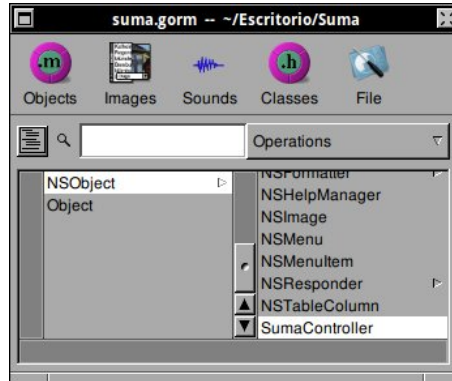 suma.gorm -- ~/Escritorio/Suma
.m
.h
Objects Images Sounds Classes File
Operations
NSObject
Object
NSFormatter
NSHelpManager
NSImage
NSMenu
NSMenuItem
NSResponder
NSTableColumn
SumaController